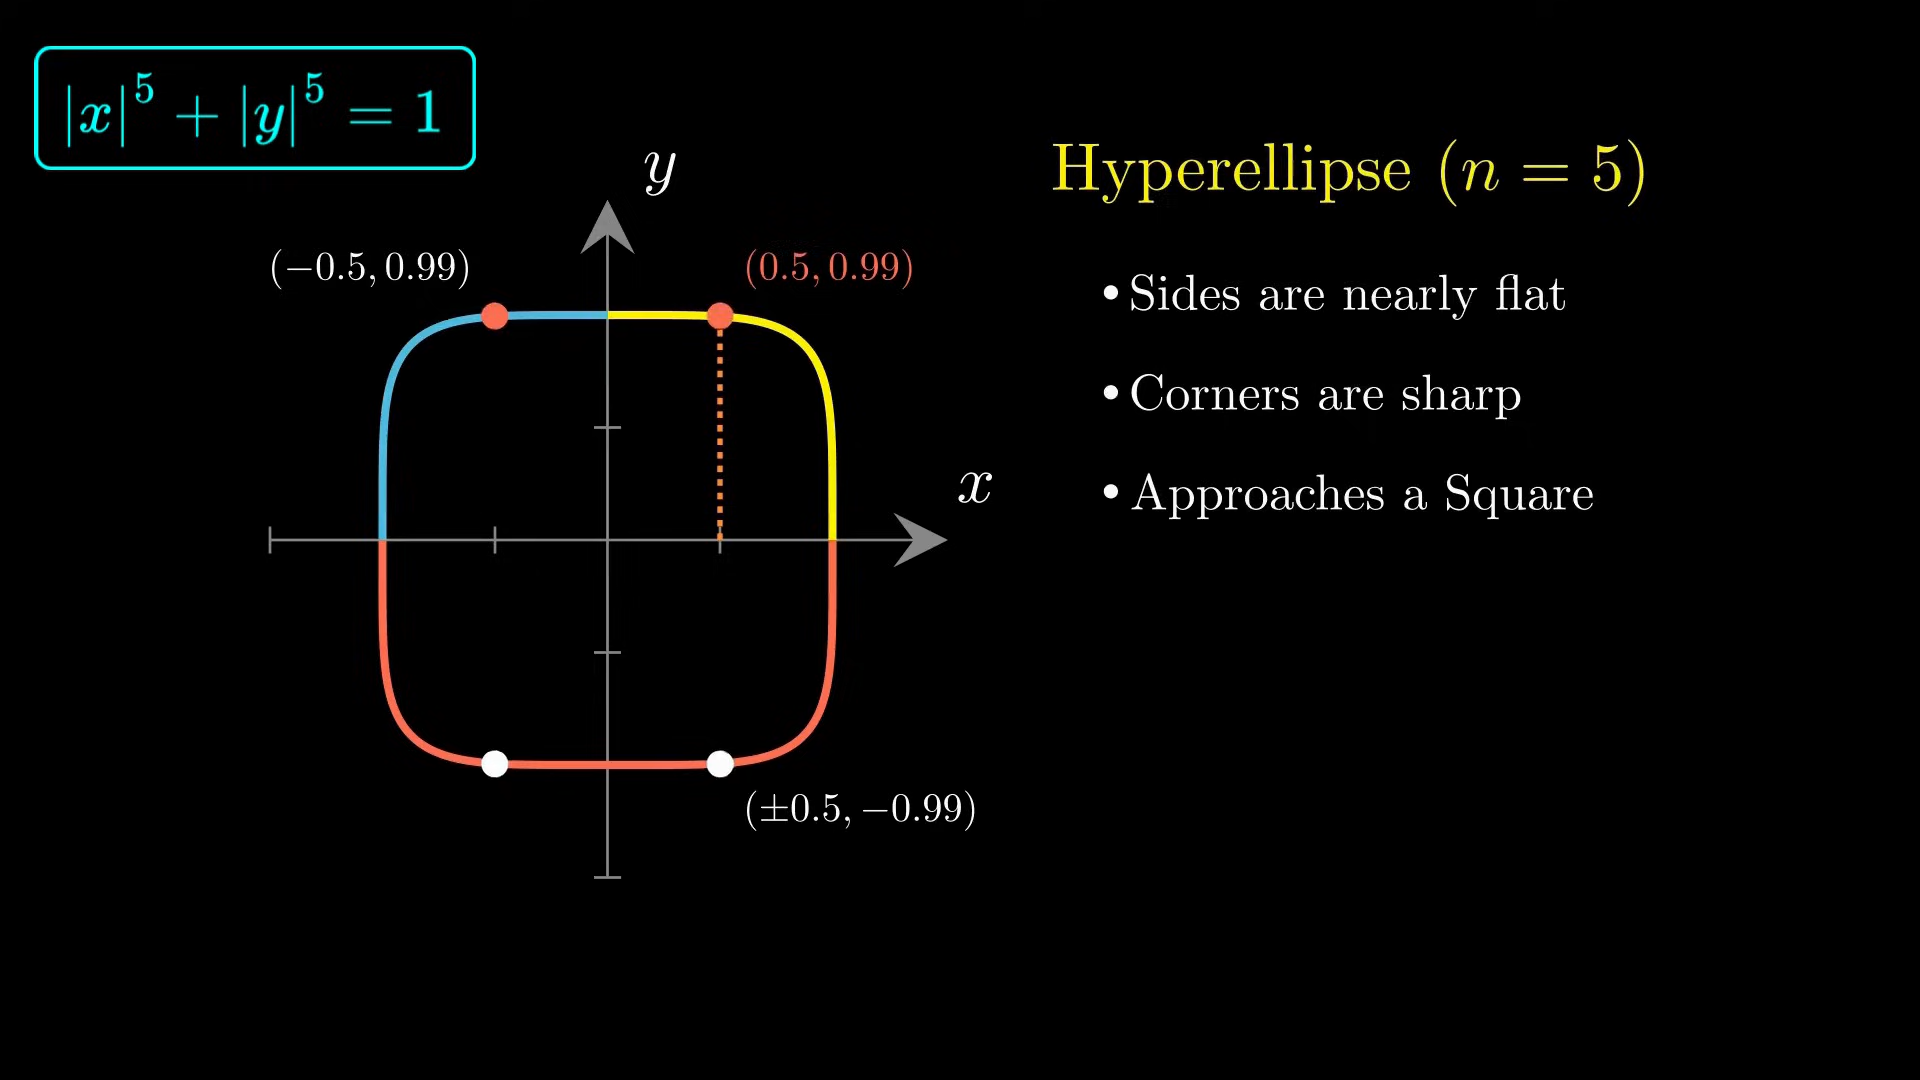 |x|^5 + |y|^5 = 1
y
Hyperellipse (n = 5)
(−0.5, 0.99)
(0.5, 0.99)
• Sides are nearly flat
• Corners are sharp
x
• Approaches a Square
(±0.5, −0.99)